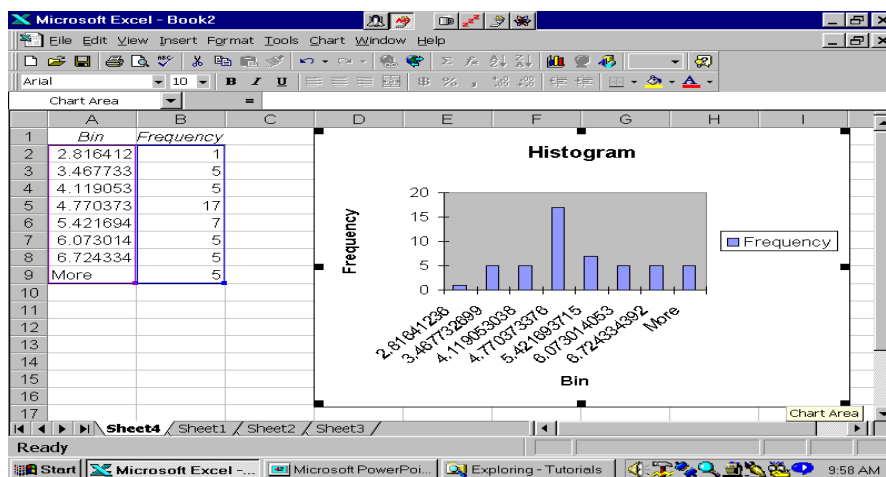 Microsoft Excel - Book2
File Edit View Insert Format Tools Chart Window Help
Arial 10 B I U
Chart Area =
A B C D E F G H I
1 Bin Frequency
2 2.816412 1
3 3.467733 5
4 4.119053 5
5 4.770373 17
6 5.421694 7
7 6.073014 5
8 6.724334 5
9 More 5
10
11
12
13
14
15
16
17
Histogram
Frequency
20
15
10
5
0
2.81641236
3.467732699
4.119053038
4.770373376
5.421693715
6.073014053
6.724334392
More
Bin
Frequency
Chart Area
Sheet4 Sheet1 Sheet2 Sheet3
Ready
Start Microsoft Excel -... Microsoft PowerPoi... Exploring - Tutorials 9:58 AM